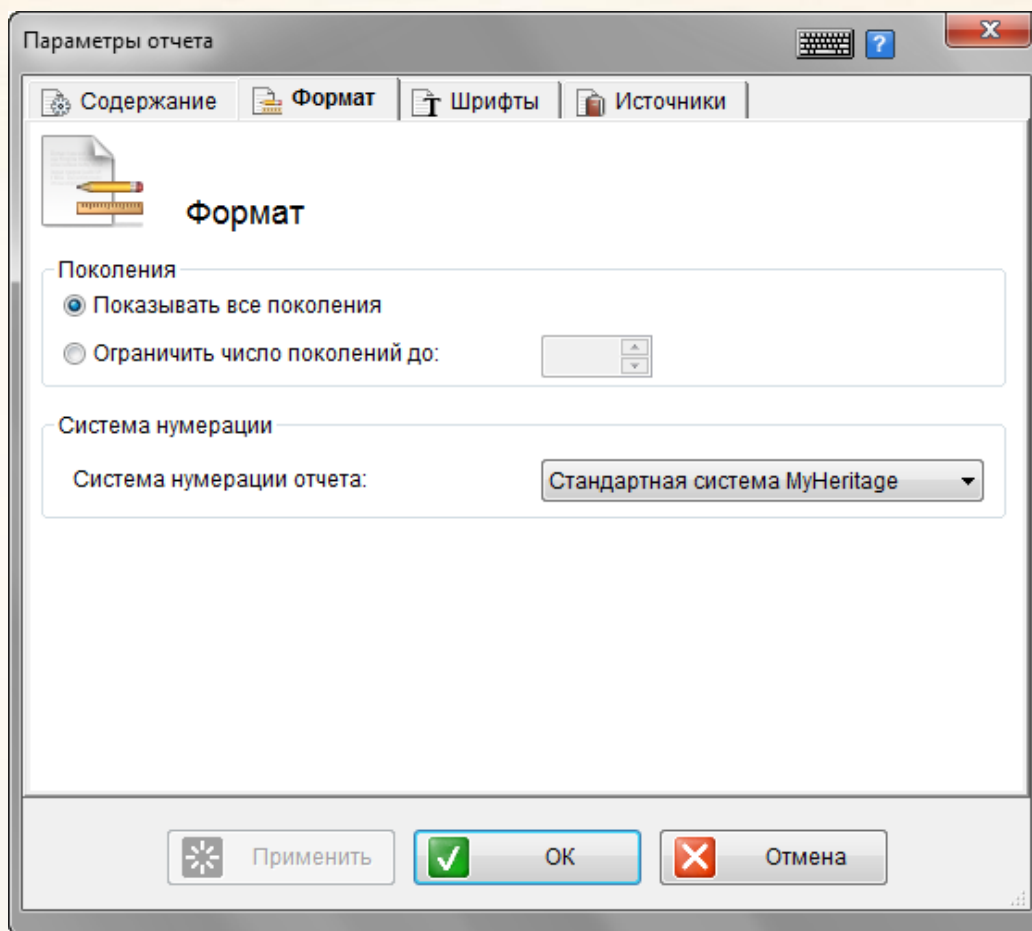 Параметры отчета
?
Содержание Формат Шрифты Источники
Формат
Поколения
Показывать все поколения
Ограничить число поколений до:
Система нумерации
Система нумерации отчета: Стандартная система MyHeritage
Применить ОК Отмена